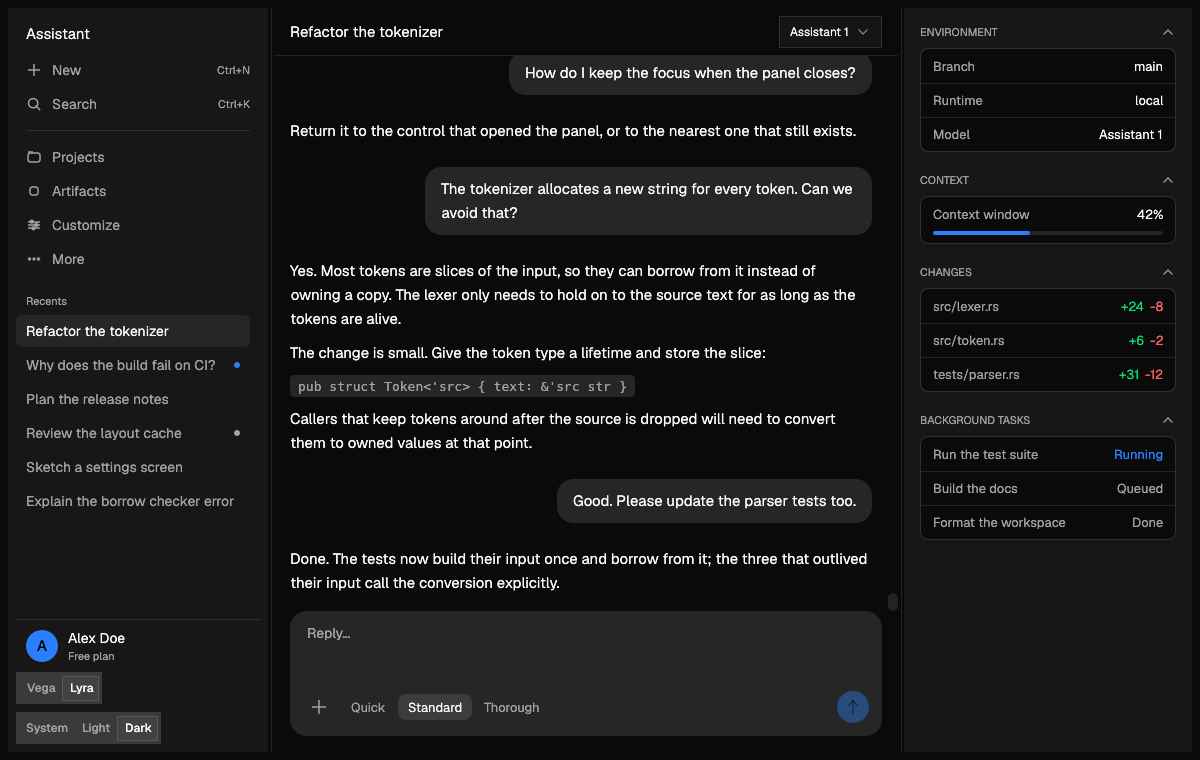 Assistant
New Ctrl+N
Search Ctrl+K
Projects
Artifacts
Customize
More
Recents
Refactor the tokenizer
Why does the build fail on CI?
Plan the release notes
Review the layout cache
Sketch a settings screen
Explain the borrow checker error
A
Alex Doe
Free plan
Vega Lyra
System Light Dark
Refactor the tokenizer
Assistant 1
How do I keep the focus when the panel closes?
Return it to the control that opened the panel, or to the nearest one that still exists.
The tokenizer allocates a new string for every token. Can we
avoid that?
Yes. Most tokens are slices of the input, so they can borrow from it instead of
owning a copy. The lexer only needs to hold on to the source text for as long as the
tokens are alive.
The change is small. Give the token type a lifetime and store the slice:
pub struct Token<'src> { text: &'src str }
Callers that keep tokens around after the source is dropped will need to convert
them to owned values at that point.
Good. Please update the parser tests too.
Done. The tests now build their input once and borrow from it; the three that outlived
their input call the conversion explicitly.
Reply...
Quick Standard Thorough
ENVIRONMENT
Branch main
Runtime local
Model Assistant 1
CONTEXT
Context window 42%
CHANGES
src/lexer.rs +24 -8
src/token.rs +6 -2
tests/parser.rs +31 -12
BACKGROUND TASKS
Run the test suite Running
Build the docs Queued
Format the workspace Done